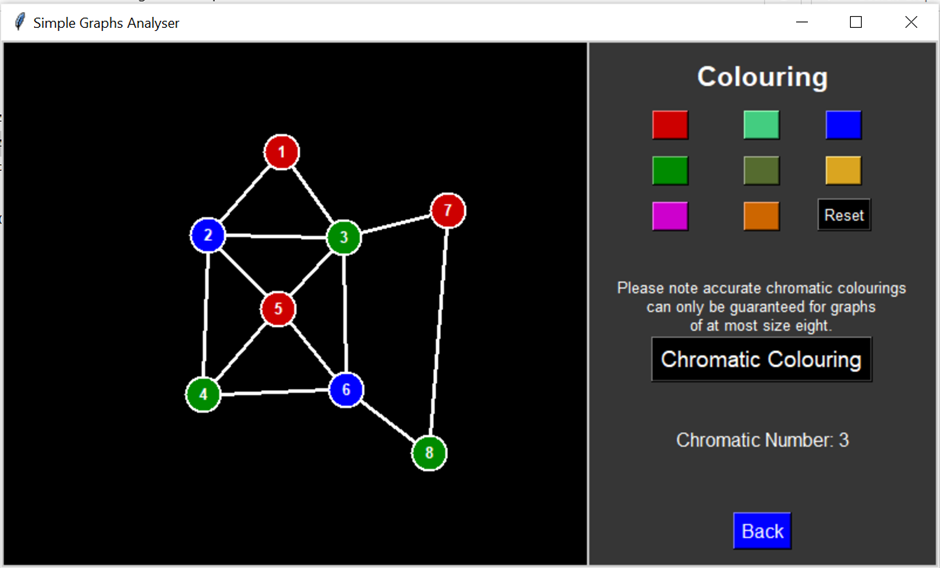 Simple Graphs Analyser
Colouring
1
7
2
3
5
4
6
8
Reset
Please note accurate chromatic colourings
can only be guaranteed for graphs
of at most size eight.
Chromatic Colouring
Chromatic Number: 3
Back